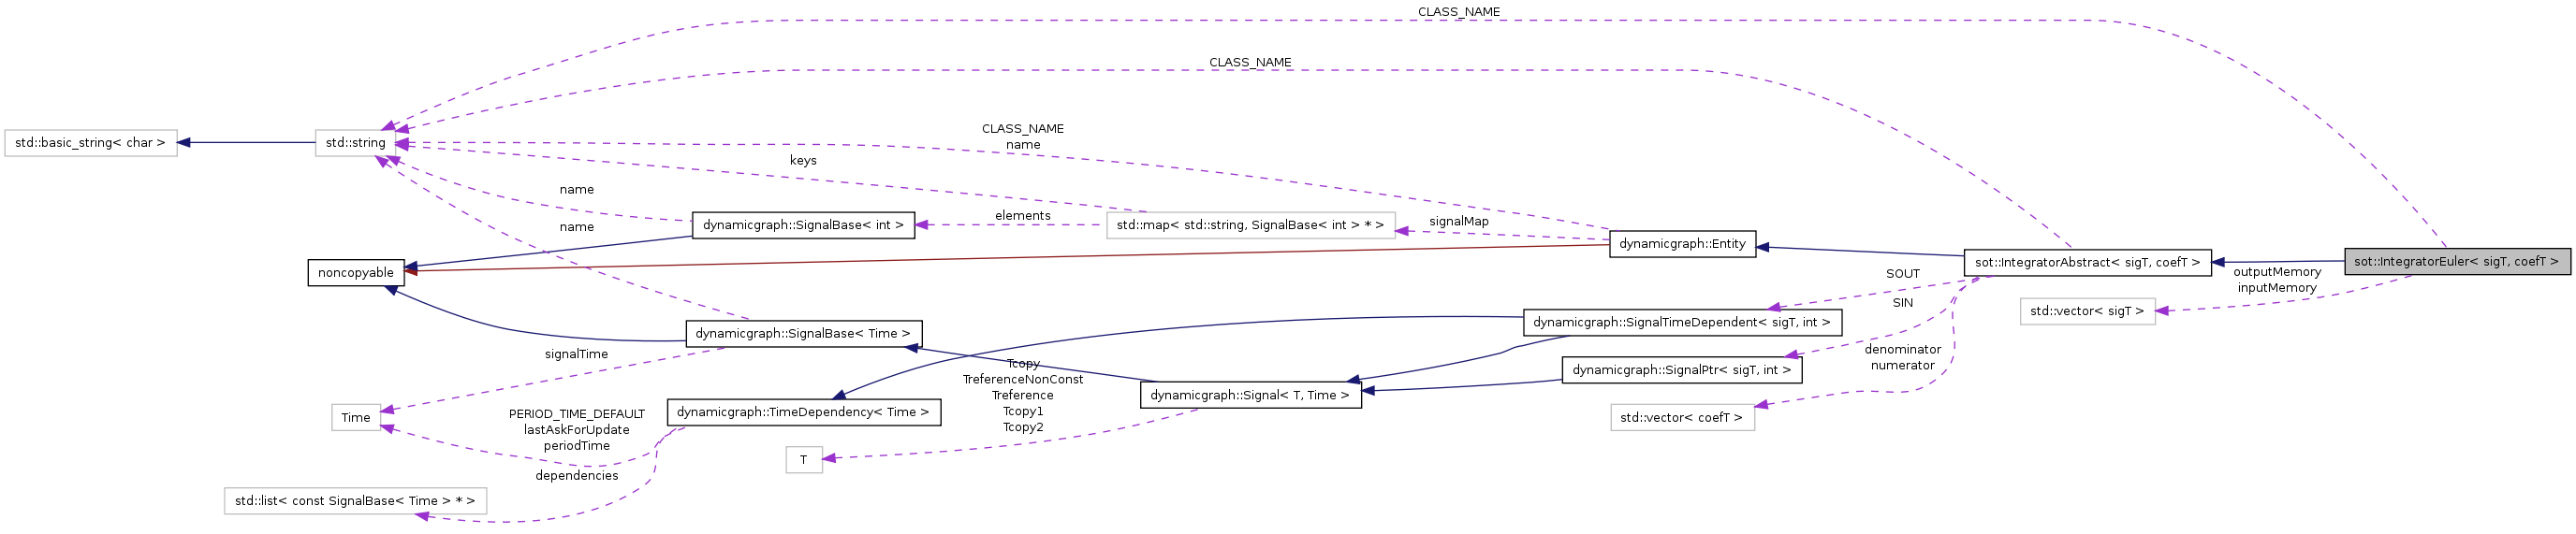 CLASS_NAME
CLASS_NAME
CLASS_NAME
name
std::basic_string< char >
std::string
keys
name
name
dynamicgraph::SignalBase< int >
elements
std::map< std::string, SignalBase< int > * >
signalMap
dynamicgraph::Entity
noncopyable
sot::IntegratorAbstract< sigT, coefT >
sot::IntegratorEuler< sigT, coefT >
outputMemory
inputMemory
SOUT
SIN
std::vector< sigT >
dynamicgraph::SignalTimeDependent< sigT, int >
dynamicgraph::SignalBase< Time >
signalTime
denominator
numerator
dynamicgraph::SignalPtr< sigT, int >
Tcopy
TreferenceNonConst
Treference
Tcopy1
Tcopy2
dynamicgraph::Signal< T, Time >
Time
PERIOD_TIME_DEFAULT
lastAskForUpdate
periodTime
dynamicgraph::TimeDependency< Time >
std::vector< coefT >
T
dependencies
std::list< const SignalBase< Time > * >